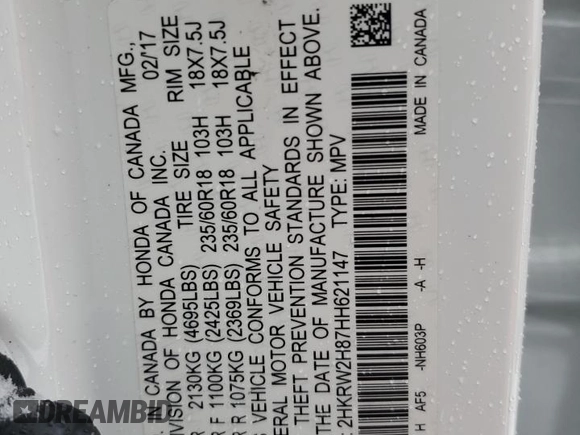 N CANADA BY HONDA OF CANADA MFG.,
DIVISION OF HONDA CANADA INC. 02/17
TIRE SIZE RIM SIZE
R 2130KG (4695LBS)
R F 1100KG (2425LBS) 235/60R18 103H 18X7.5J
R R 1075KG (2369LBS) 235/60R18 103H 18X7.5J
S VEHICLE CONFORMS TO ALL APPLICABLE
ERAL MOTOR VEHICLE SAFETY
THEFT PREVENTION STANDARDS IN EFFECT
THE DATE OF MANUFACTURE SHOWN ABOVE.
: 2HKRW2H87HH621147 TYPE: MPV
H AF5 -NH603P -A -H MADE IN CANADA
DREAMBID